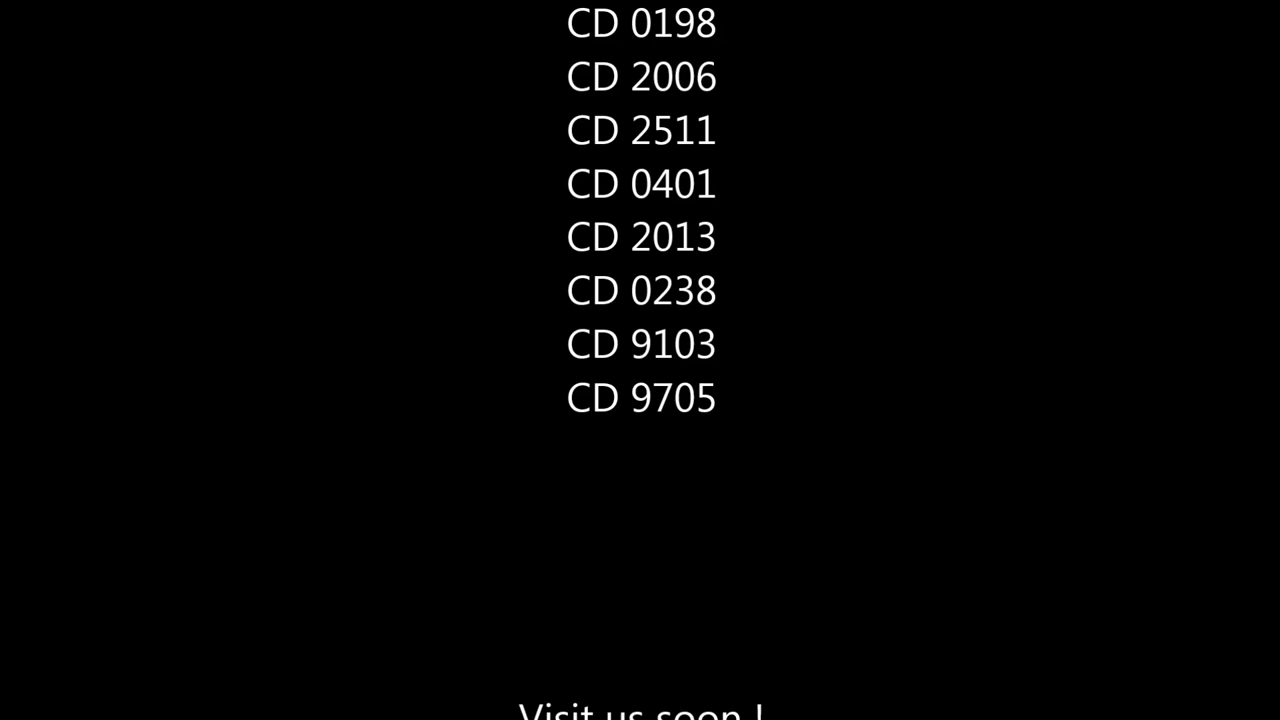 CD 0198
CD 2006
CD 2511
CD 0401
CD 2013
CD 0238
CD 9103
CD 9705
Visit us soon !